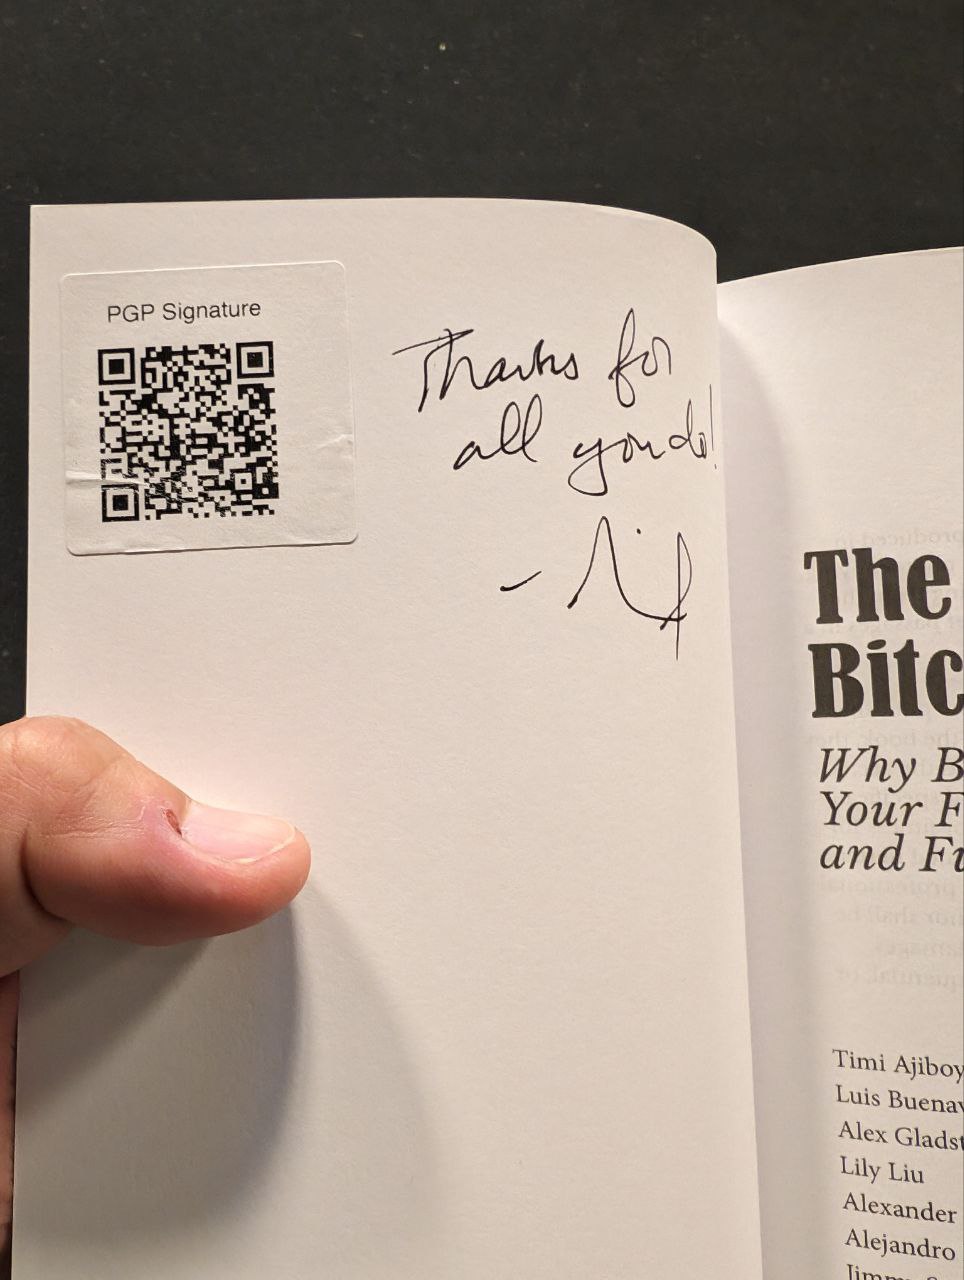 PGP Signature
Thanks for
all you do!
The
Bitc
Why B
Your F
and Fu
Timi Ajiboy
Luis Buenav
Alex Gladst
Lily Liu
Alexander
Alejandro